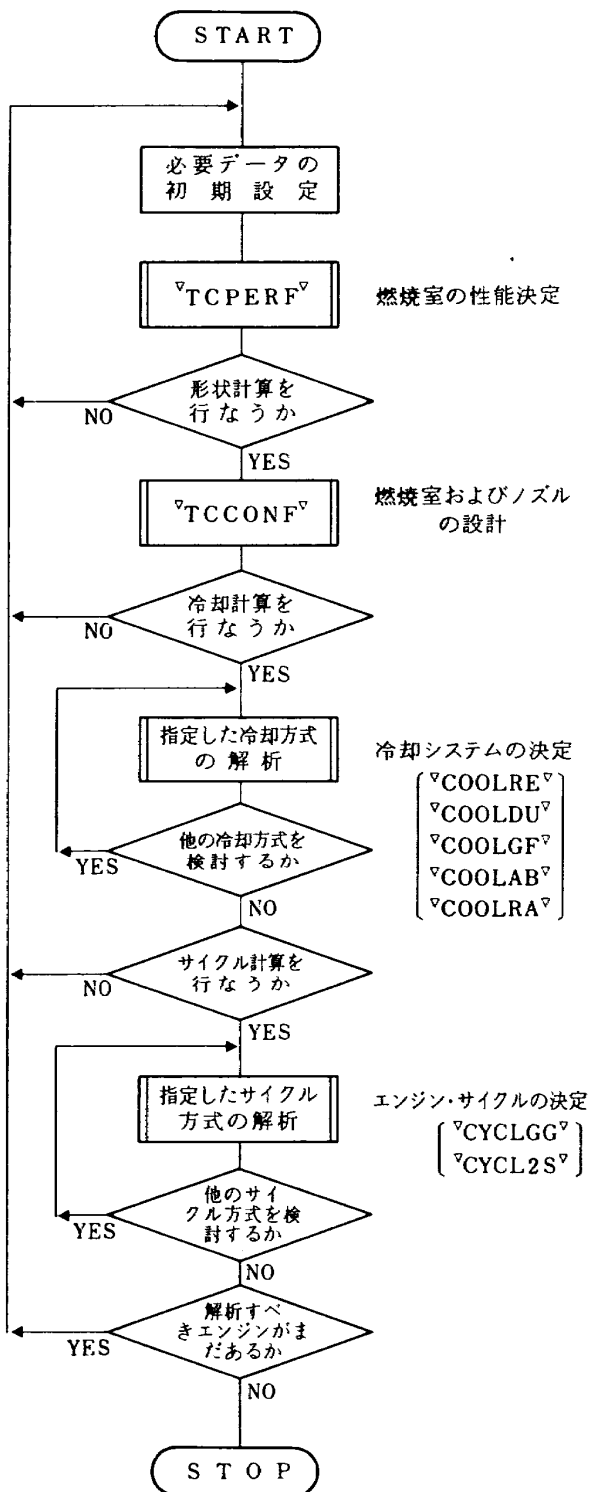 START
必要データの
初期設定
▽TCPERF▽
燃焼室の性能決定
形状計算を
行なうか
NO
YES
▽TCCONF▽
燃焼室およびノズル
の設計
冷却計算を
行なうか
NO
YES
指定した冷却方式
の解析
冷却システムの決定
▽COOLRE▽
▽COOLDU▽
▽COOLGF▽
▽COOLAB▽
▽COOLRA▽
他の冷却方式を
検討するか
YES
NO
サイクル計算を
行なうか
NO
YES
指定したサイクル
方式の解析
エンジン・サイクルの決定
▽CYCLGG▽
▽CYCL2S▽
他のサイ
クル方式を検
討するか
YES
NO
解析すべ
きエンジンがま
だあるか
YES
NO
STOP